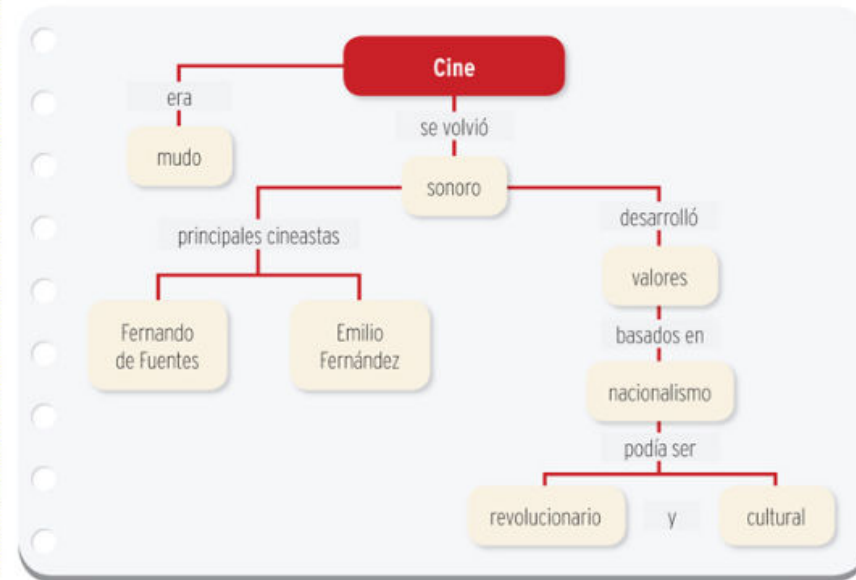 Cine
era
se volvió
mudo
sonoro
principales cineastas
desarrolló
valores
Fernando
de Fuentes
Emilio
Fernández
basados en
nacionalismo
podía ser
revolucionario
y
cultural